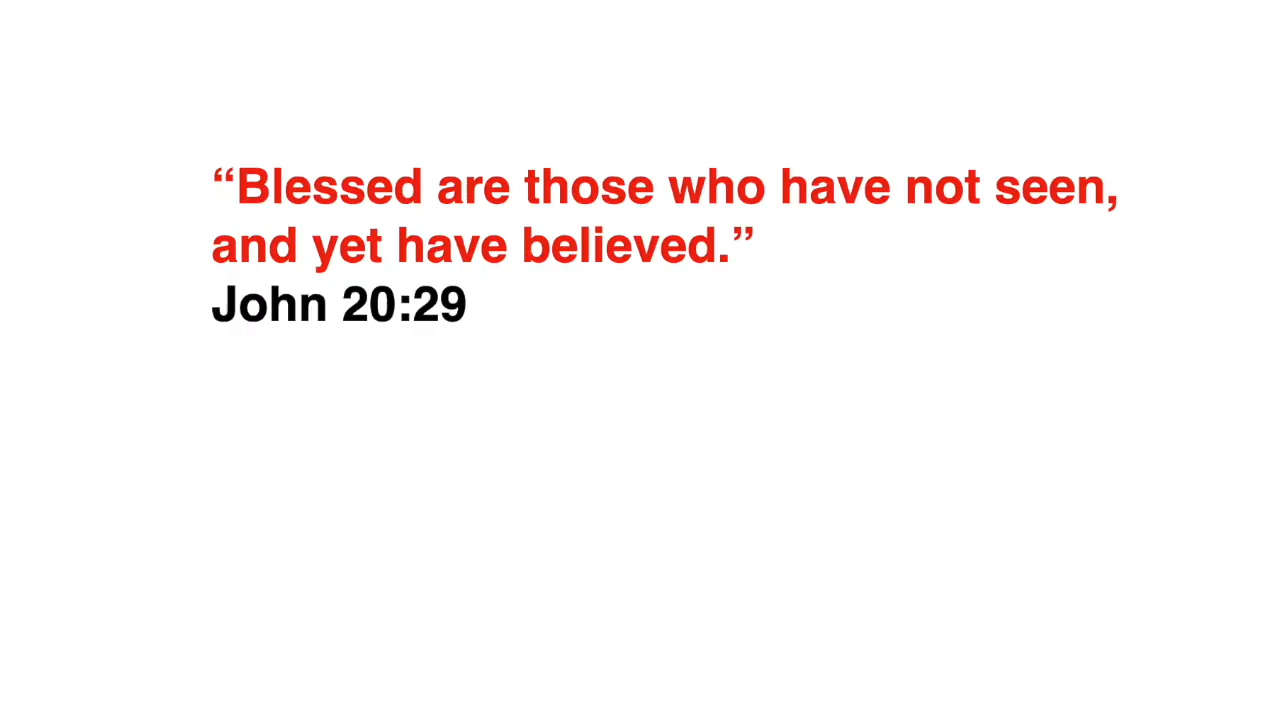 “Blessed are those who have not seen,
and yet have believed.”
John 20:29